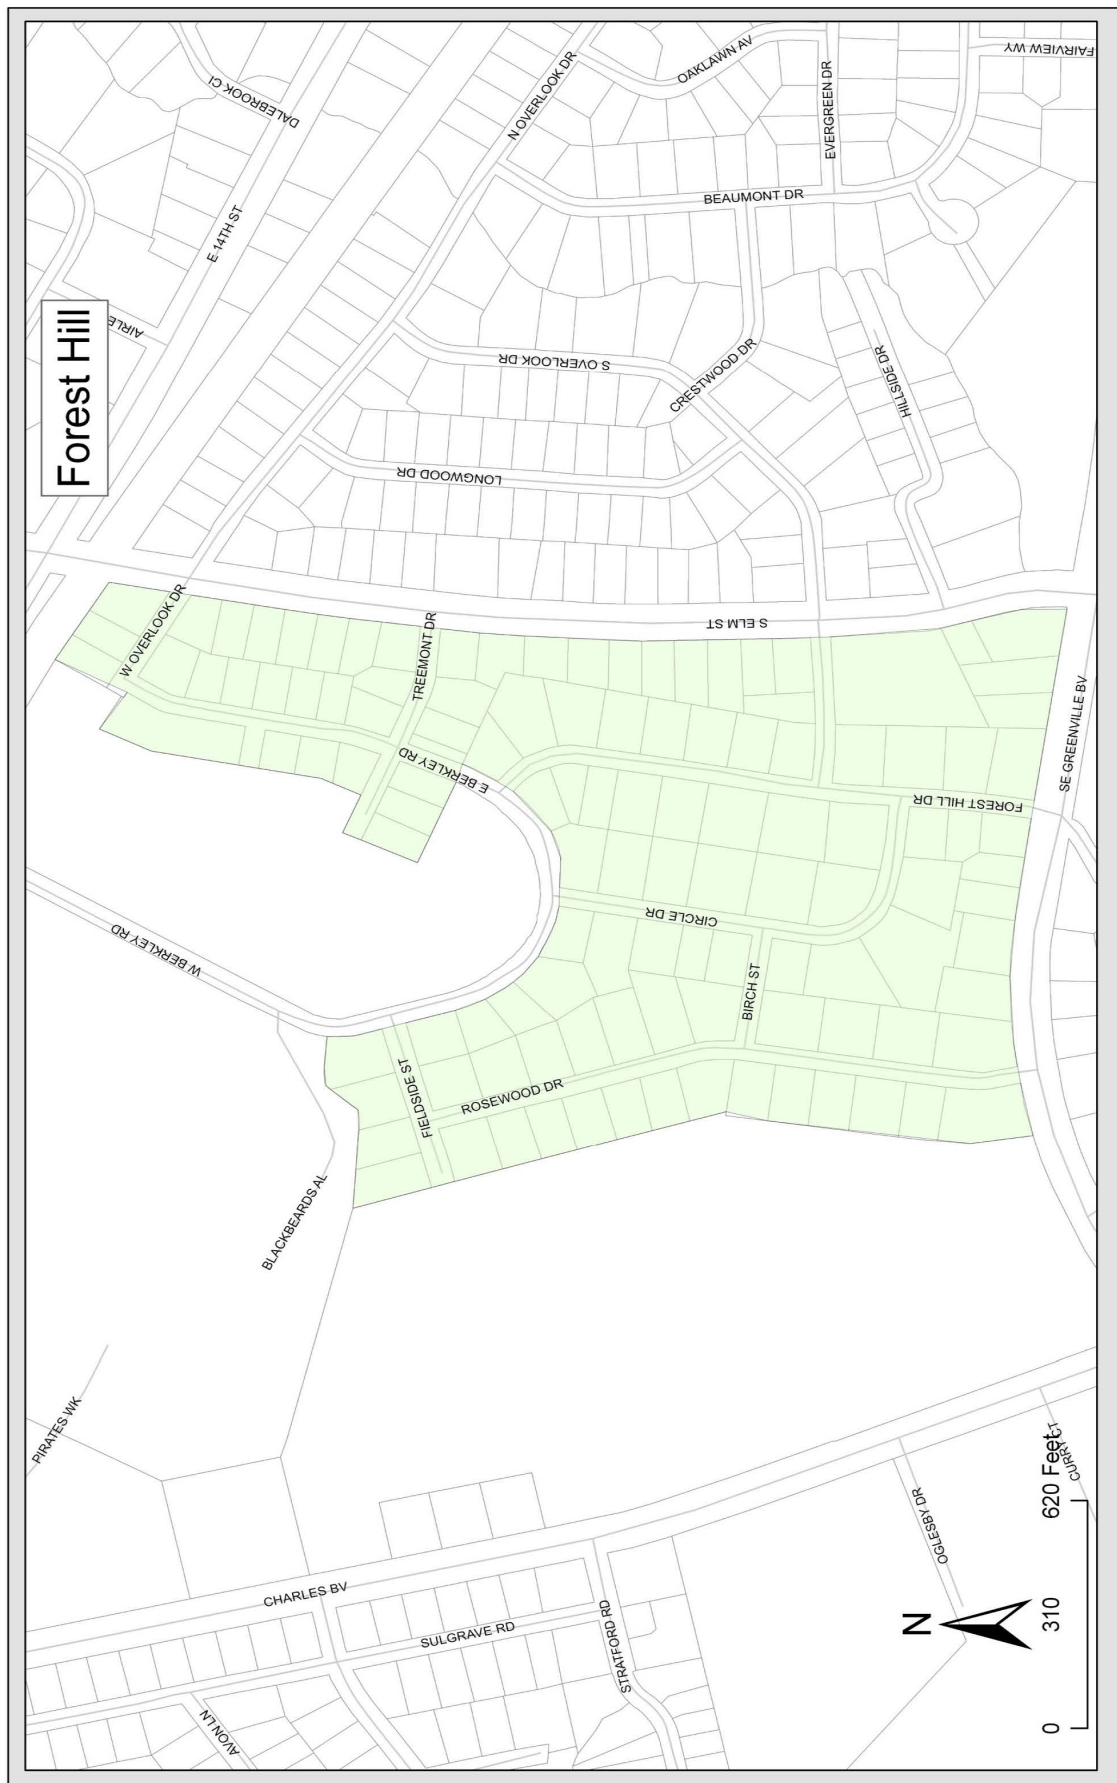 Forest Hill
DALEBROOK CI
E 14TH ST
AIRLE
N OVERLOOK DR
OAKLAWN AV
EVERGREEN DR
FAIRVIEW WY
BEAUMONT DR
S OVERLOOK DR
CRESTWOOD DR
HILLSIDE DR
LONGWOOD DR
S ELM ST
W OVERLOOK DR
TREEMONT DR
E BERKLEY RD
SE GREENVILLE BV
FOREST HILL DR
CIRCLE DR
BIRCH ST
W BERKLEY RD
ROSEWOOD DR
FIELDSIDE ST
BLACKBEARDS AL
PIRATES WK
CHARLES BV
SULGRAVE RD
STRATFORD RD
AVON LN
OGLESBY DR
CURRY CT
N
0 310 620 Feet